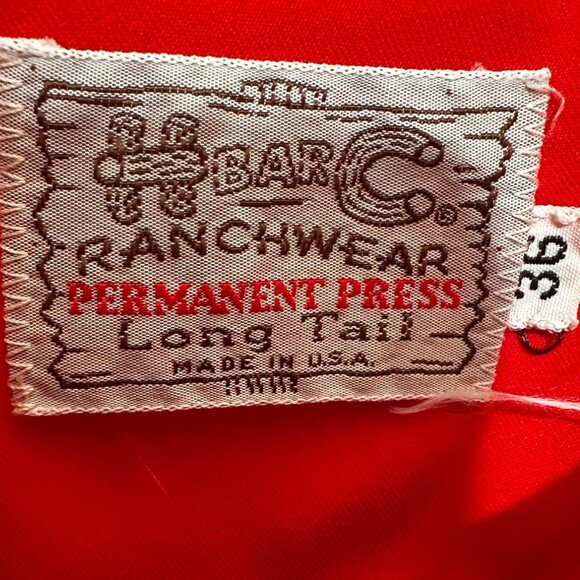 H BAR C®
RANCHWEAR
PERMANENT PRESS
Long Tail
MADE IN U.S.A.
36